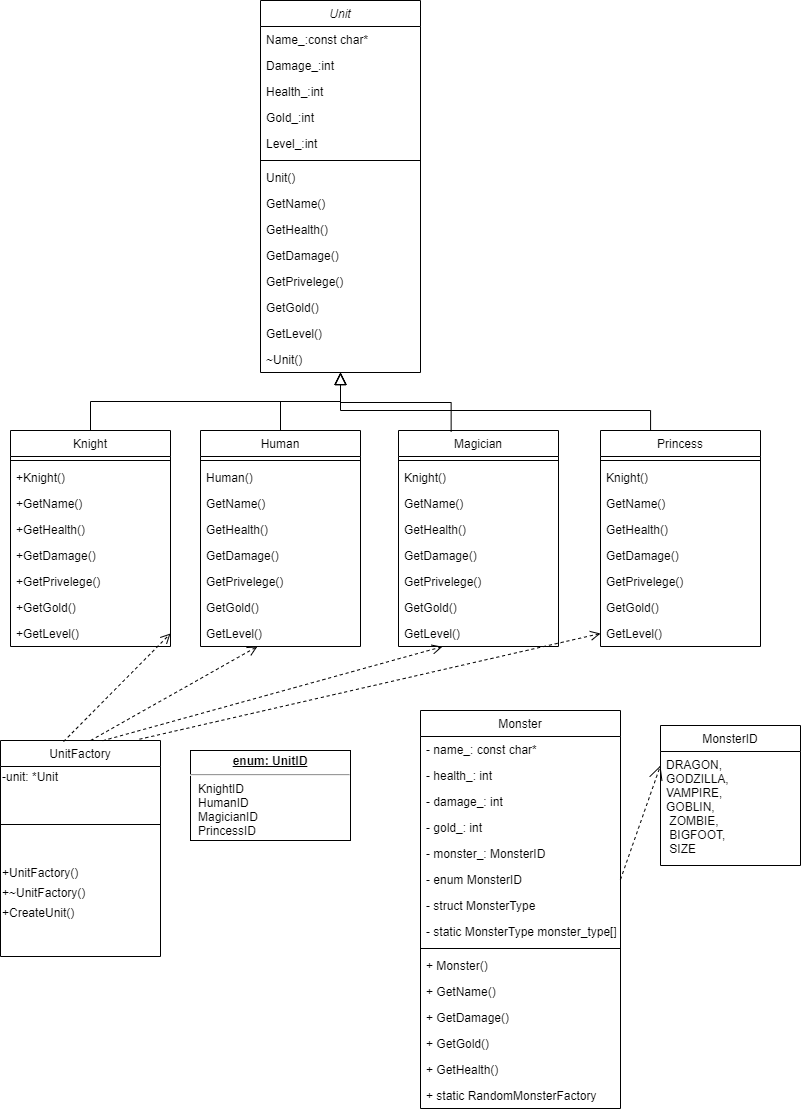 Unit
Name_:const char*
Damage_:int
Health_:int
Gold_:int
Level_:int
Unit()
GetName()
GetHealth()
GetDamage()
GetPrivelege()
GetGold()
GetLevel()
~Unit()
Knight
+Knight()
+GetName()
+GetHealth()
+GetDamage()
+GetPrivelege()
+GetGold()
+GetLevel()
Human
Human()
GetName()
GetHealth()
GetDamage()
GetPrivelege()
GetGold()
GetLevel()
Magician
Knight()
GetName()
GetHealth()
GetDamage()
GetPrivelege()
GetGold()
GetLevel()
Princess
Knight()
GetName()
GetHealth()
GetDamage()
GetPrivelege()
GetGold()
GetLevel()
UnitFactory
-unit: *Unit
+UnitFactory()
+~UnitFactory()
+CreateUnit()
enum: UnitID
KnightID
HumanID
MagicianID
PrincessID
Monster
- name_: const char*
- health_: int
- damage_: int
- gold_: int
- monster_: MonsterID
- enum MonsterID
- struct MonsterType
- static MonsterType monster_type[]
+ Monster()
+ GetName()
+ GetDamage()
+ GetGold()
+ GetHealth()
+ static RandomMonsterFactory
MonsterID
DRAGON,
GODZILLA,
VAMPIRE,
GOBLIN,
ZOMBIE,
BIGFOOT,
SIZE